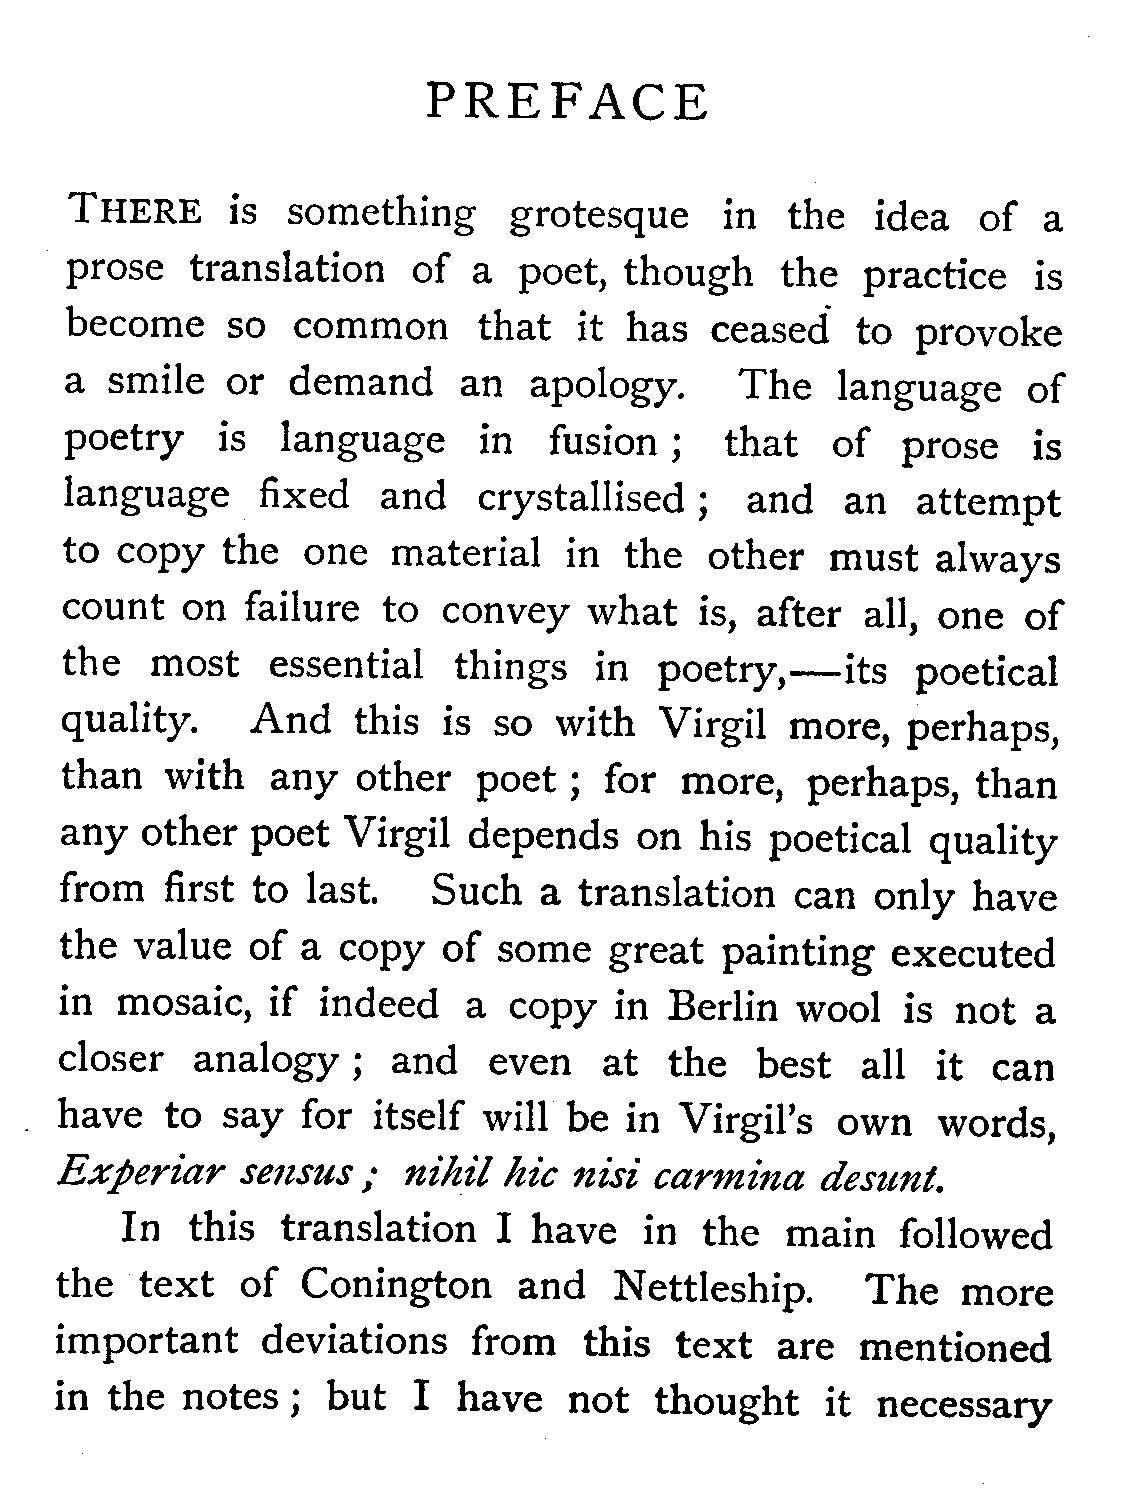 PREFACE
THERE is something grotesque in the idea of a
prose translation of a poet, though the practice is
become so common that it has ceased to provoke
a smile or demand an apology. The language of
poetry is language in fusion ; that of prose is
language fixed and crystallised ; and an attempt
to copy the one material in the other must always
count on failure to convey what is, after all, one of
the most essential things in poetry,—its poetical
quality. And this is so with Virgil more, perhaps,
than with any other poet ; for more, perhaps, than
any other poet Virgil depends on his poetical quality
from first to last. Such a translation can only have
the value of a copy of some great painting executed
in mosaic, if indeed a copy in Berlin wool is not a
closer analogy ; and even at the best all it can
have to say for itself will be in Virgil's own words,
Experiar sensus ; nihil hic nisi carmina desunt.
In this translation I have in the main followed
the text of Conington and Nettleship. The more
important deviations from this text are mentioned
in the notes ; but I have not thought it necessary